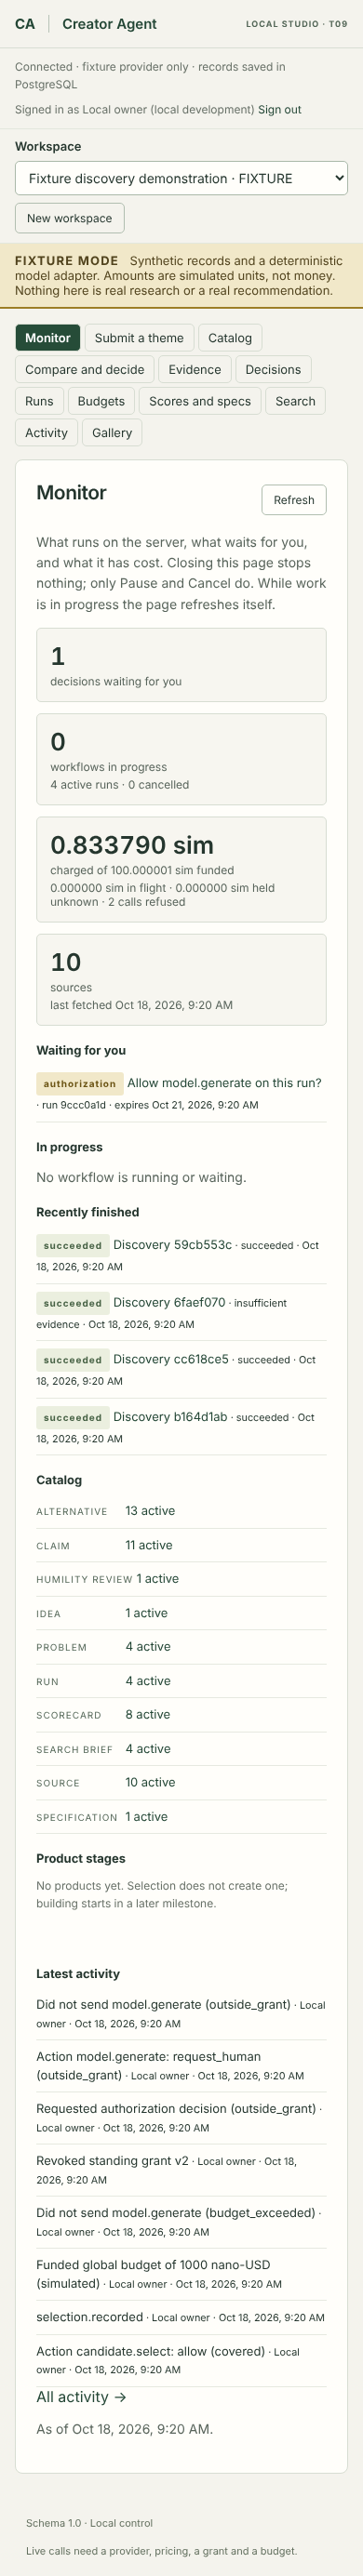 CA | Creator Agent
LOCAL STUDIO · T09
Connected · fixture provider only · records saved in
PostgreSQL
Signed in as Local owner (local development) Sign out
Workspace
Fixture discovery demonstration · FIXTURE
New workspace
FIXTURE MODE Synthetic records and a deterministic
model adapter. Amounts are simulated units, not money.
Nothing here is real research or a real recommendation.
Monitor Submit a theme Catalog
Compare and decide Evidence Decisions
Runs Budgets Scores and specs Search
Activity Gallery
Monitor
Refresh
What runs on the server, what waits for you,
and what it has cost. Closing this page stops
nothing; only Pause and Cancel do. While work
is in progress the page refreshes itself.
1
decisions waiting for you
0
workflows in progress
4 active runs · 0 cancelled
0.833790 sim
charged of 100.000001 sim funded
0.000000 sim in flight · 0.000000 sim held
unknown · 2 calls refused
10
sources
last fetched Oct 18, 2026, 9:20 AM
Waiting for you
authorization Allow model.generate on this run?
· run 9ccc0a1d · expires Oct 21, 2026, 9:20 AM
In progress
No workflow is running or waiting.
Recently finished
succeeded Discovery 59cb553c · succeeded · Oct
18, 2026, 9:20 AM
succeeded Discovery 6faef070 · insufficient
evidence · Oct 18, 2026, 9:20 AM
succeeded Discovery cc618ce5 · succeeded · Oct
18, 2026, 9:20 AM
succeeded Discovery b164d1ab · succeeded · Oct
18, 2026, 9:20 AM
Catalog
ALTERNATIVE 13 active
CLAIM 11 active
HUMILITY REVIEW 1 active
IDEA 1 active
PROBLEM 4 active
RUN 4 active
SCORECARD 8 active
SEARCH BRIEF 4 active
SOURCE 10 active
SPECIFICATION 1 active
Product stages
No products yet. Selection does not create one;
building starts in a later milestone.
Latest activity
Did not send model.generate (outside_grant) · Local
owner · Oct 18, 2026, 9:20 AM
Action model.generate: request_human
(outside_grant) · Local owner · Oct 18, 2026, 9:20 AM
Requested authorization decision (outside_grant) ·
Local owner · Oct 18, 2026, 9:20 AM
Revoked standing grant v2 · Local owner · Oct 18,
2026, 9:20 AM
Did not send model.generate (budget_exceeded) ·
Local owner · Oct 18, 2026, 9:20 AM
Funded global budget of 1000 nano-USD
(simulated) · Local owner · Oct 18, 2026, 9:20 AM
selection.recorded · Local owner · Oct 18, 2026, 9:20 AM
Action candidate.select: allow (covered) · Local
owner · Oct 18, 2026, 9:20 AM
All activity →
As of Oct 18, 2026, 9:20 AM.
Schema 1.0 · Local control
Live calls need a provider, pricing, a grant and a budget.